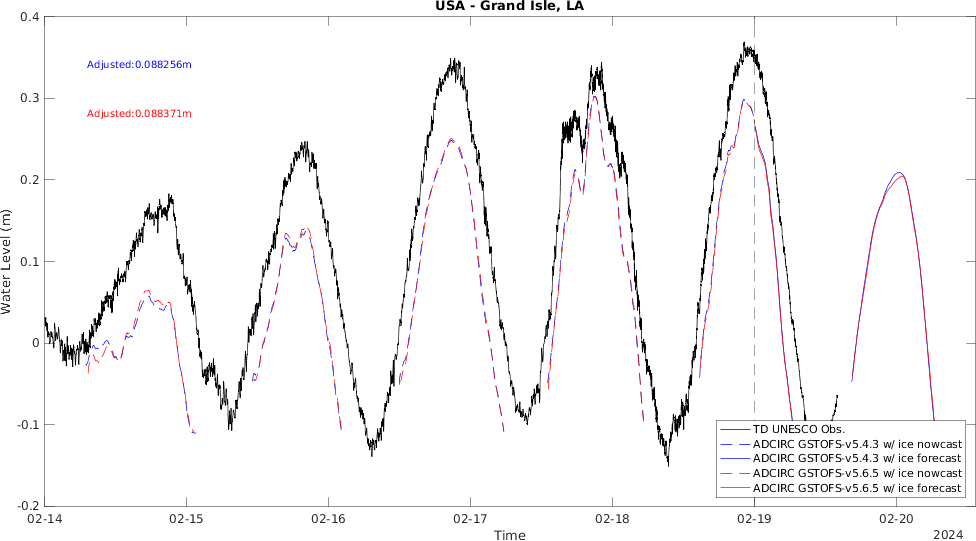 USA - Grand Isle, LA
0.4
0.3
0.2
0.1
0
-0.1
-0.2
Water Level (m)
Adjusted:0.088256m
Adjusted:0.088371m
TD UNESCO Obs.
ADCIRC GSTOFS-v5.4.3 w/ ice nowcast
ADCIRC GSTOFS-v5.4.3 w/ ice forecast
ADCIRC GSTOFS-v5.6.5 w/ ice nowcast
ADCIRC GSTOFS-v5.6.5 w/ ice forecast
02-14 02-15 02-16 02-17 02-18 02-19 02-20
Time
2024